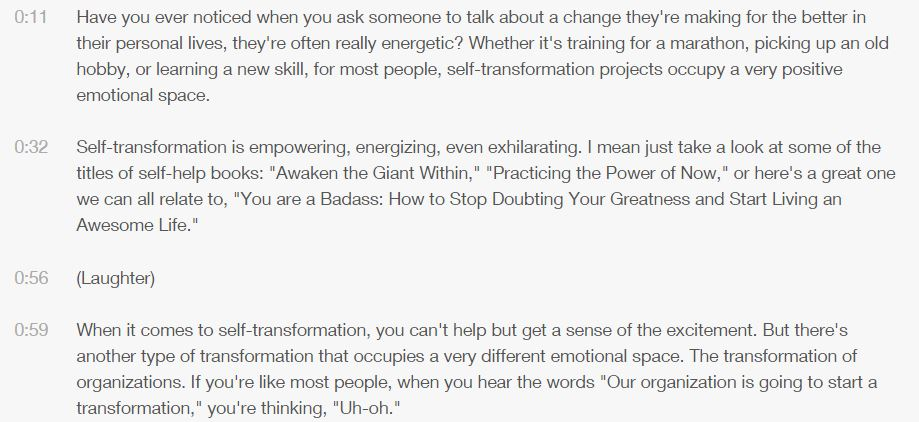 0:11 Have you ever noticed when you ask someone to talk about a change they're making for the better in
their personal lives, they're often really energetic? Whether it's training for a marathon, picking up an old
hobby, or learning a new skill, for most people, self-transformation projects occupy a very positive
emotional space.
0:32 Self-transformation is empowering, energizing, even exhilarating. I mean just take a look at some of the
titles of self-help books: "Awaken the Giant Within," "Practicing the Power of Now," or here's a great one
we can all relate to, "You are a Badass: How to Stop Doubting Your Greatness and Start Living an
Awesome Life."
0:56 (Laughter)
0:59 When it comes to self-transformation, you can't help but get a sense of the excitement. But there's
another type of transformation that occupies a very different emotional space. The transformation of
organizations. If you're like most people, when you hear the words "Our organization is going to start a
transformation," you're thinking, "Uh-oh."